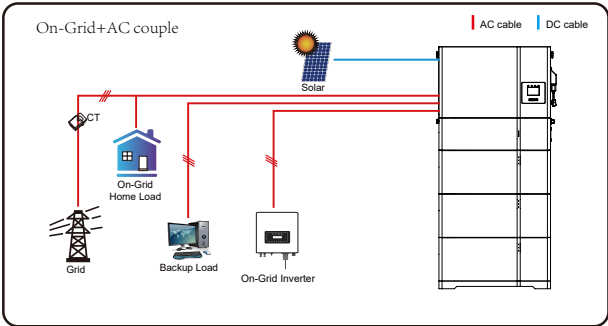 On-Grid+AC couple
AC cable
DC cable
Solar
CT
On-Grid
Home Load
Grid
Backup Load
On-Grid Inverter